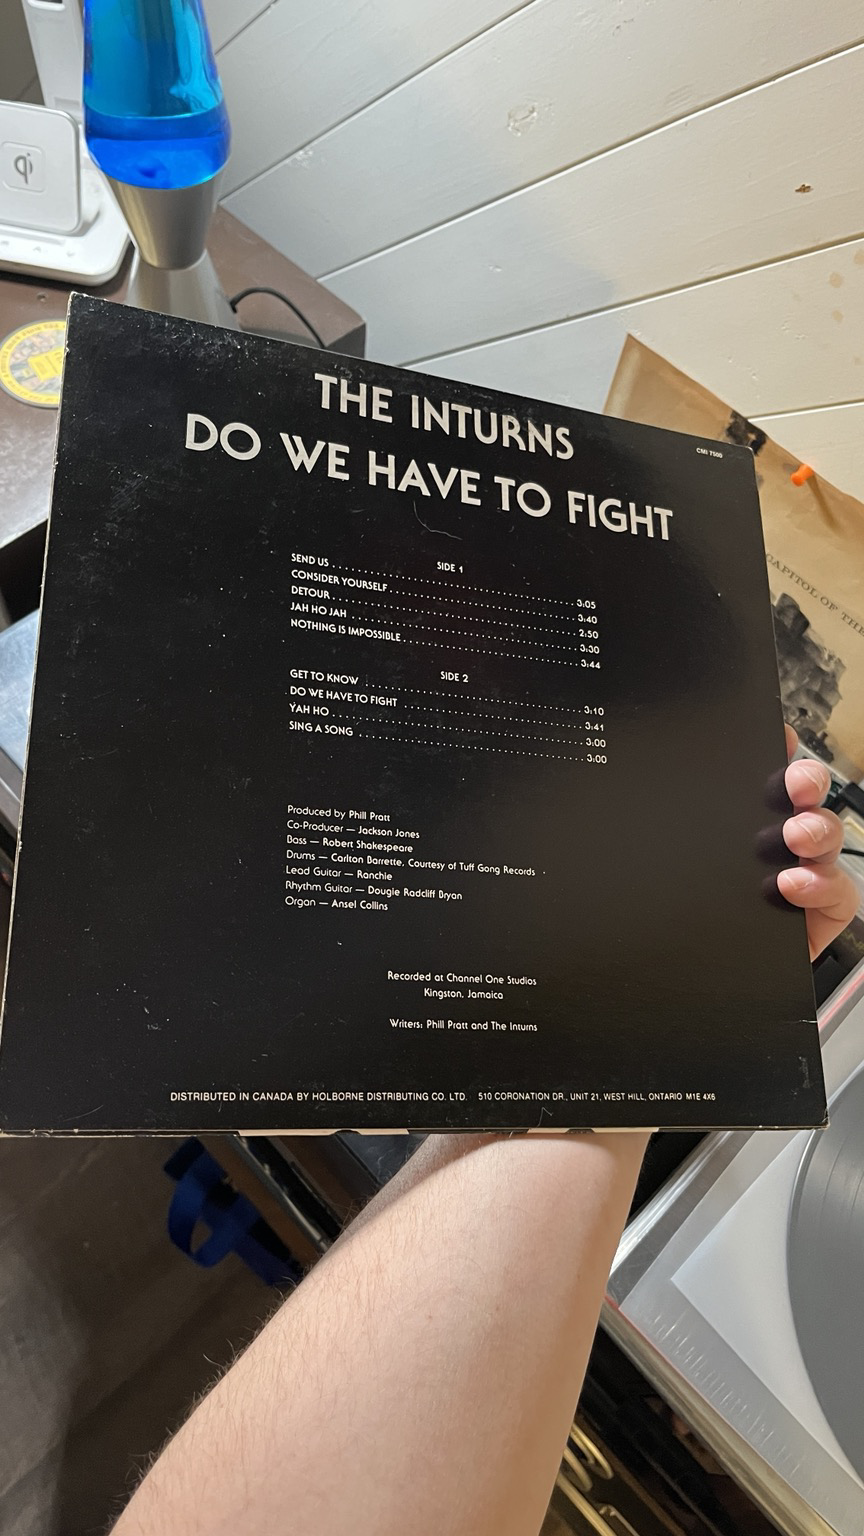 THE INTURNS
DO WE HAVE TO FIGHT
CMI 7500
SIDE 1
SEND US 3:05
CONSIDER YOURSELF 3:40
DETOUR 2:50
JAH HO JAH 3:30
NOTHING IS IMPOSSIBLE 3:44
SIDE 2
GET TO KNOW 3:10
DO WE HAVE TO FIGHT 3:41
YAH HO 3:00
SING A SONG 3:00
Produced by Phill Pratt
Co-Producer — Jackson Jones
Bass — Robert Shakespeare
Drums — Carlton Barrette, Courtesy of Tuff Gong Records
Lead Guitar — Ranchie
Rhythm Guitar — Dougie Radcliff Bryan
Organ — Ansel Collins
Recorded at Channel One Studios
Kingston, Jamaica
Writers: Phill Pratt and The Inturns
DISTRIBUTED IN CANADA BY HOLBORNE DISTRIBUTING CO. LTD. 510 CORONATION DR., UNIT 21, WEST HILL, ONTARIO M1E 4X6
CAPITOL OF THE